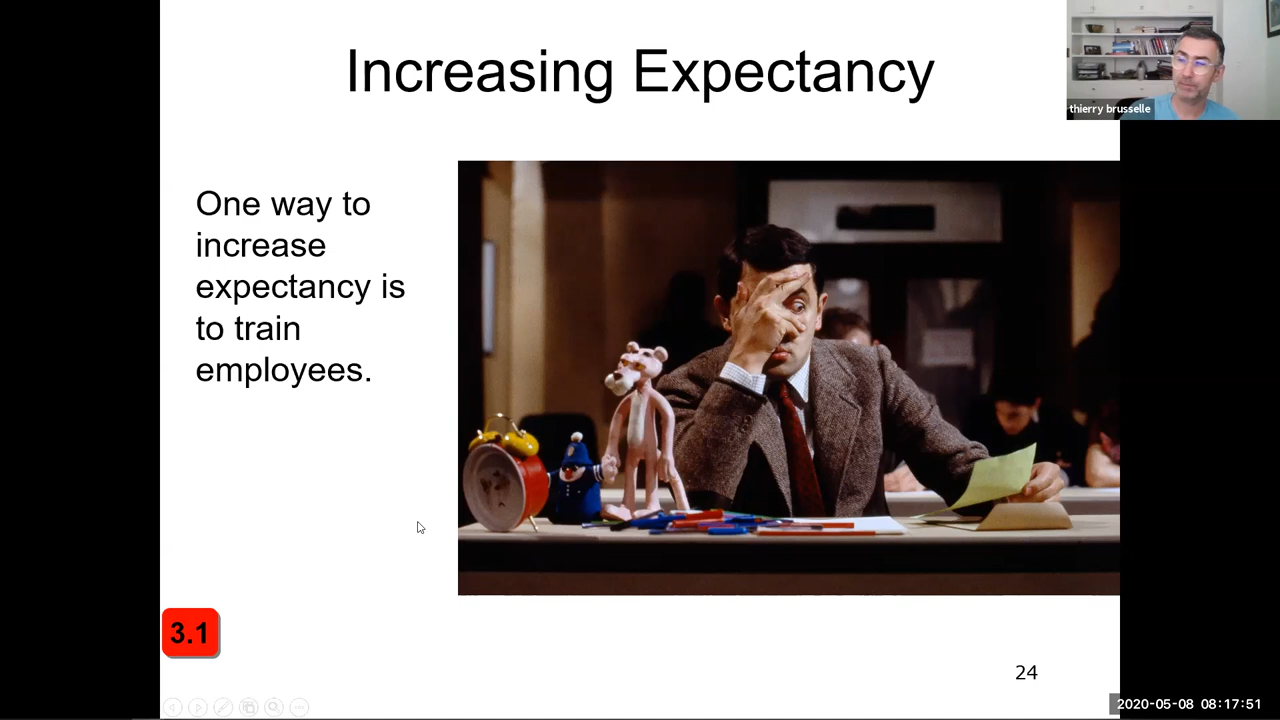 Increasing Expectancy
thierry brusselle
One way to
increase
expectancy is
to train
employees.
3.1
24
2020-05-08 08:17:51